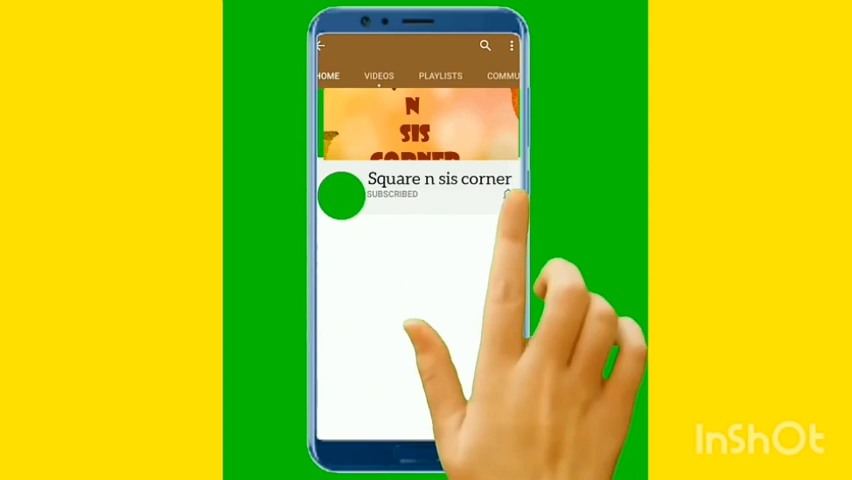 HOME VIDEOS PLAYLISTS COMMU
N
SIS
CORNER
Square n sis corner
SUBSCRIBED
InShOt